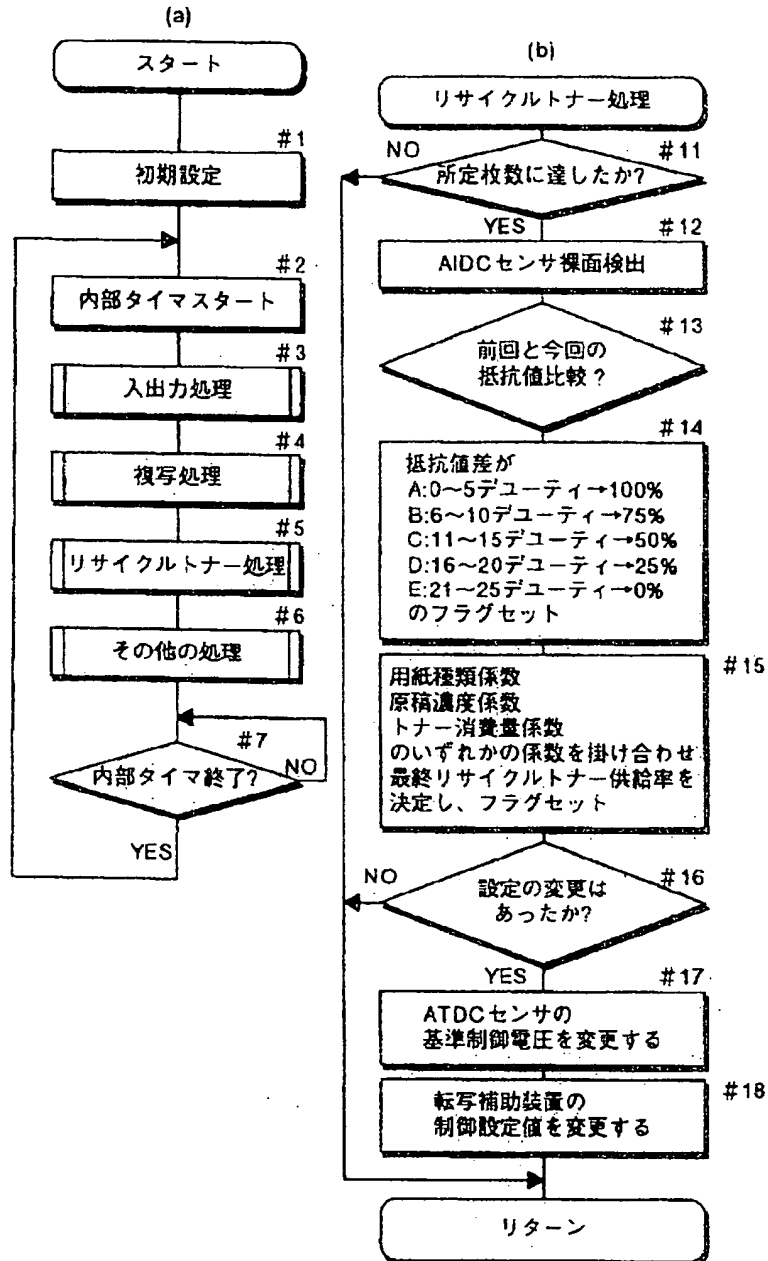 (a)
スタート
#1
初期設定
#2
内部タイマスタート
#3
入出力処理
#4
複写処理
#5
リサイクルトナー処理
#6
その他の処理
#7
内部タイマ終了?
NO
YES
(b)
リサイクルトナー処理
NO
#11
所定枚数に達したか?
YES
#12
AIDCセンサ裸面検出
#13
前回と今回の
抵抗値比較?
#14
抵抗値差が
A:0〜5デューティ→100%
B:6〜10デューティ→75%
C:11〜15デューティ→50%
D:16〜20デューティ→25%
E:21〜25デューティ→0%
のフラグセット
#15
用紙種類係数
原稿濃度係数
トナー消費量係数
のいずれかの係数を掛け合わせ
最終リサイクルトナー供給率を
決定し、フラグセット
NO
#16
設定の変更は
あったか?
YES
#17
ATDCセンサの
基準制御電圧を変更する
#18
転写補助装置の
制御設定値を変更する
リターン